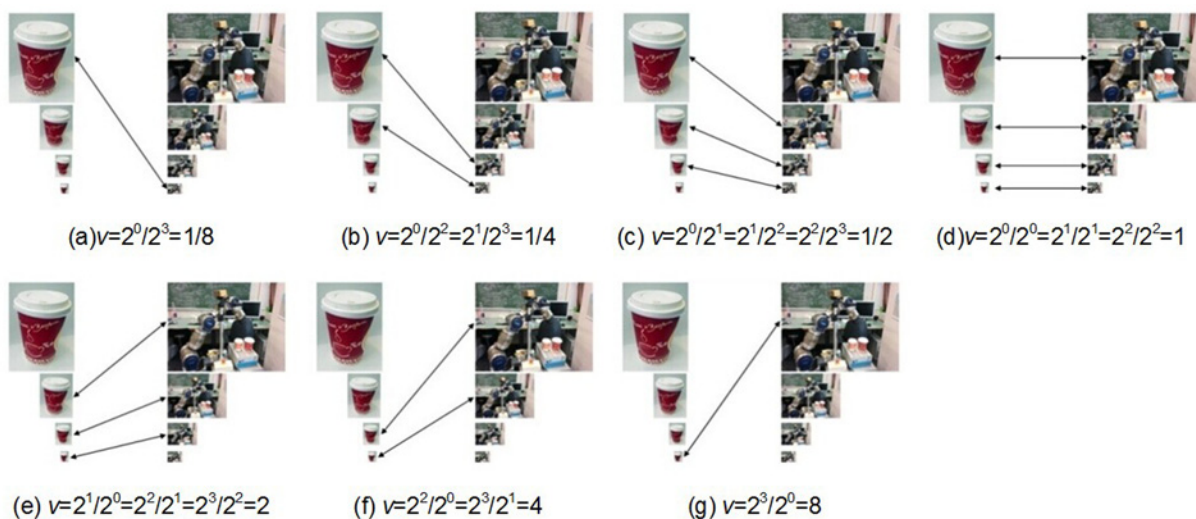 (a)v=2⁰/2³=1/8
(b) v=2⁰/2²=2¹/2³=1/4
(c) v=2⁰/2¹=2¹/2²=2²/2³=1/2
(d)v=2⁰/2⁰=2¹/2¹=2²/2²=1
(e) v=2¹/2⁰=2²/2¹=2³/2²=2
(f) v=2²/2⁰=2³/2¹=4
(g) v=2³/2⁰=8